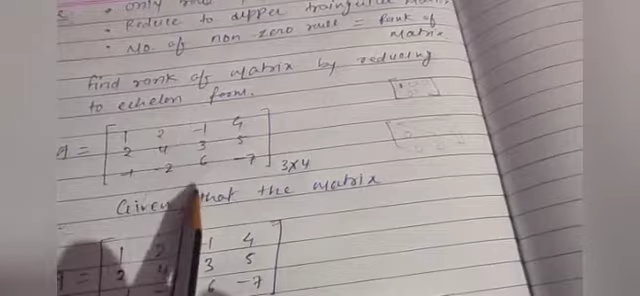 • Only row
• Reduce to upper triangular
• No. of non zero rows = Rank of
Matrix
find rank of Matrix by reducing
to echelon form.
1 2 -1 4
A = 2 4 3 5
-1 -2 6 -7 3x4
Given that the Matrix
1 2 1 4
= 2 4 3 5
6 -7